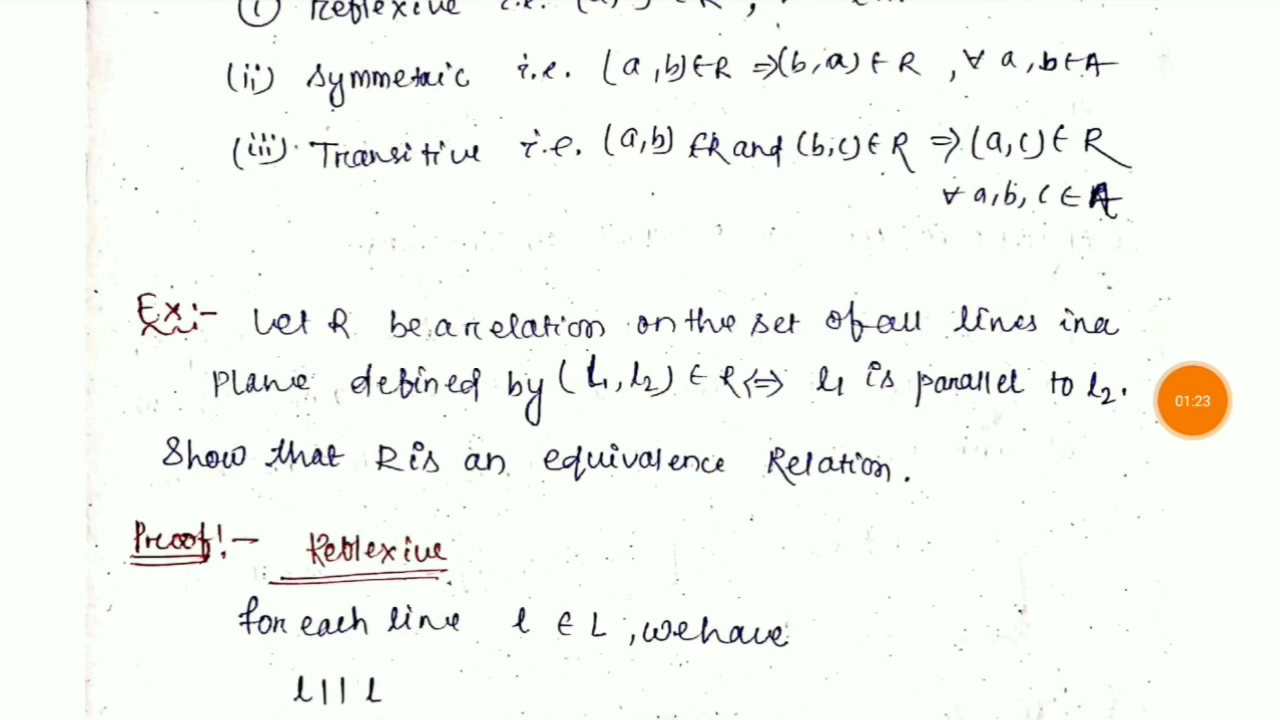 (i) Reflexive i.e.
(ii) Symmetric i.e. (a,b)∈R ⇒(b,a)∈R , ∀ a,b∈A
(iii) Transitive i.e. (a,b) ∈R and (b,c)∈R ⇒ (a,c)∈R
∀ a,b,c ∈ A
Ex:- Let R be a relation on the set of all lines in a
Plane defined by (L₁,L₂) ∈ R ⇔ l₁ is parallel to L₂.
01:23
Show that R is an equivalence Relation.
Proof:- Reflexive
for each line l ∈ L , we have
l || l